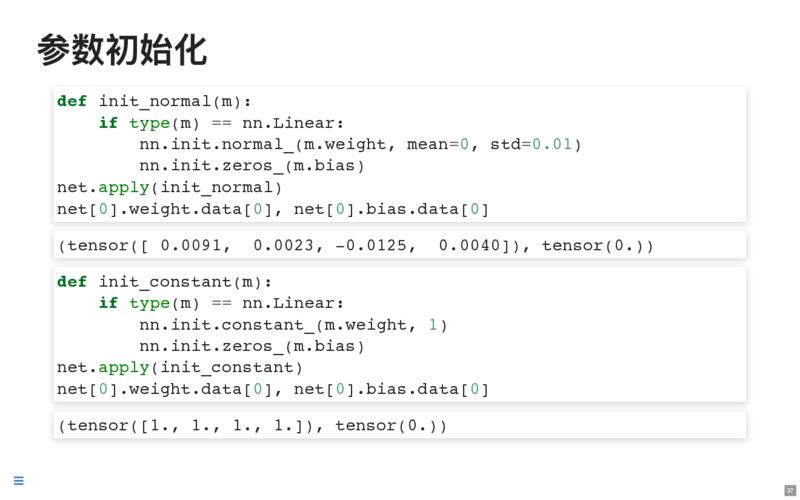 参数初始化
def init_normal(m):
    if type(m) == nn.Linear:
        nn.init.normal_(m.weight, mean=0, std=0.01)
        nn.init.zeros_(m.bias)
net.apply(init_normal)
net[0].weight.data[0], net[0].bias.data[0]
(tensor([ 0.0091,  0.0023, -0.0125,  0.0040]), tensor(0.))
def init_constant(m):
    if type(m) == nn.Linear:
        nn.init.constant_(m.weight, 1)
        nn.init.zeros_(m.bias)
net.apply(init_constant)
net[0].weight.data[0], net[0].bias.data[0]
(tensor([1., 1., 1., 1.]), tensor(0.))
37